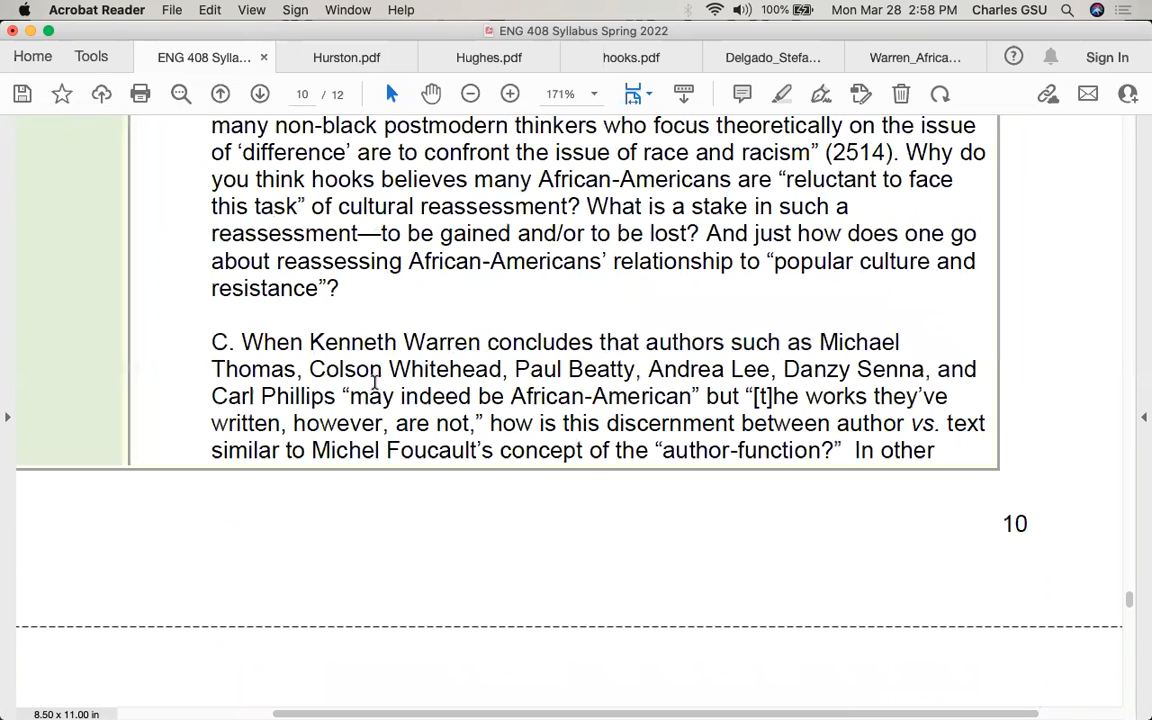 Acrobat Reader File Edit View Sign Window Help 100% Mon Mar 28 2:58 PM Charles GSU
ENG 408 Syllabus Spring 2022
Home Tools ENG 408 Sylla... × Hurston.pdf Hughes.pdf hooks.pdf Delgado_Stefa... Warren_Africa... Sign In
10 / 12 171%
many non-black postmodern thinkers who focus theoretically on the issue
of ‘difference’ are to confront the issue of race and racism” (2514). Why do
you think hooks believes many African-Americans are “reluctant to face
this task” of cultural reassessment? What is a stake in such a
reassessment—to be gained and/or to be lost? And just how does one go
about reassessing African-Americans’ relationship to “popular culture and
resistance”?
C. When Kenneth Warren concludes that authors such as Michael
Thomas, Colson Whitehead, Paul Beatty, Andrea Lee, Danzy Senna, and
Carl Phillips “may indeed be African-American” but “[t]he works they’ve
written, however, are not,” how is this discernment between author vs. text
similar to Michel Foucault’s concept of the “author-function?” In other
10
8.50 x 11.00 in